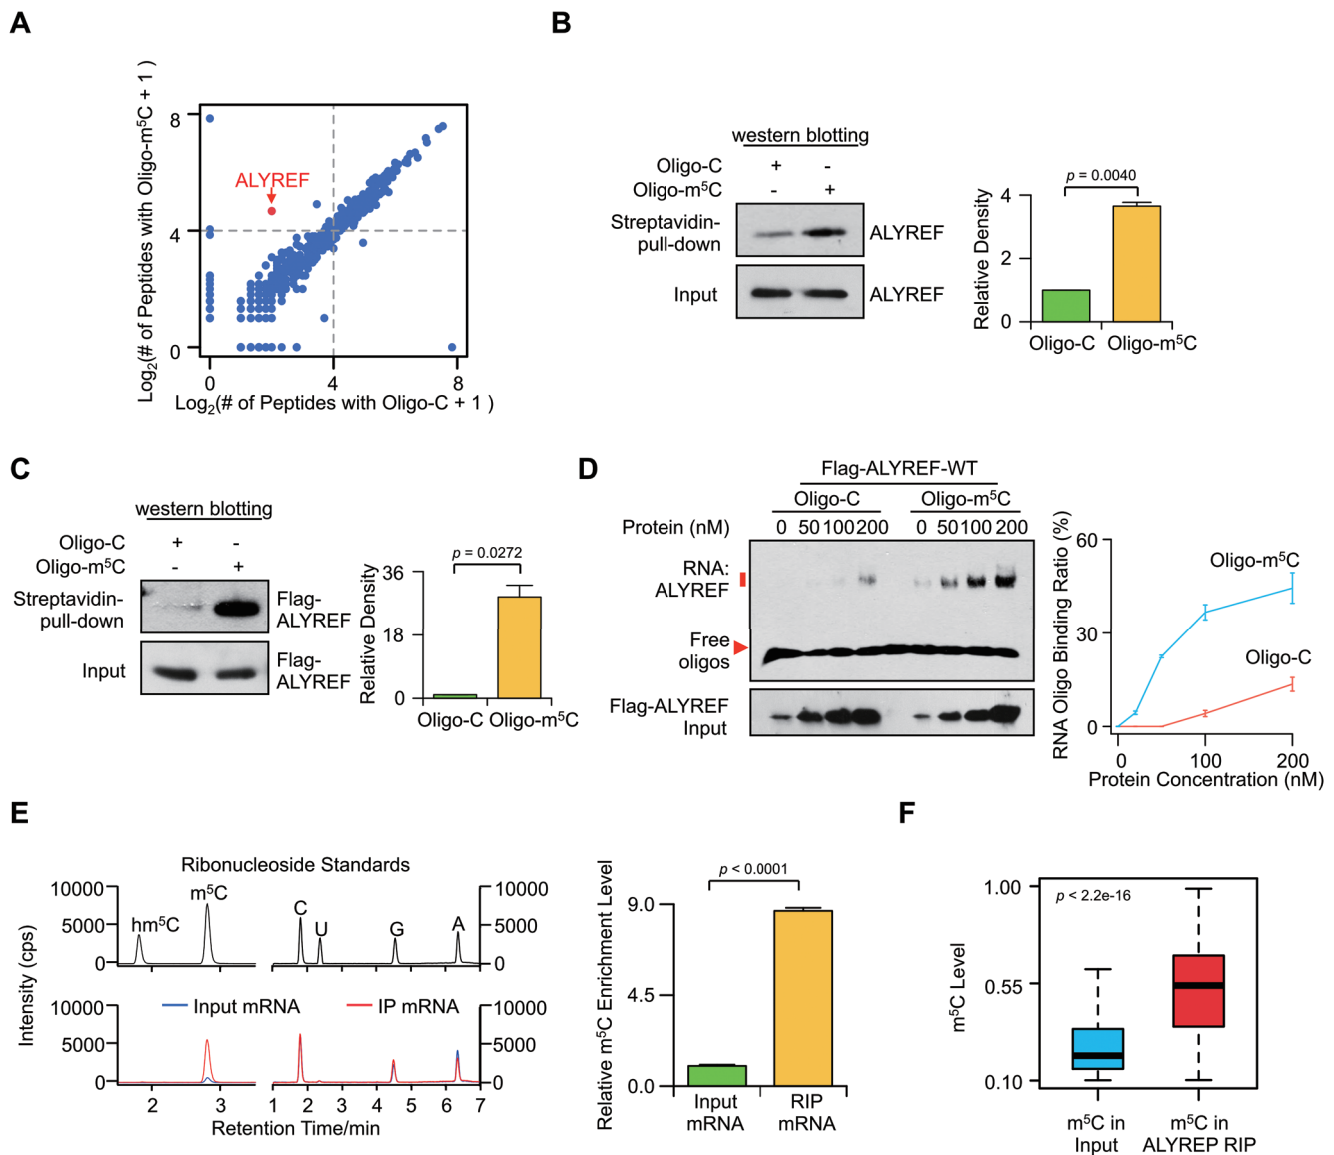 A
Log₂(# of Peptides with Oligo-m⁵C + 1 )
8
4
0
ALYREF
0 4 8
Log₂(# of Peptides with Oligo-C + 1 )
B
western blotting
Oligo-C + -
Oligo-m⁵C - +
Streptavidin-
pull-down
ALYREF
Input
ALYREF
Relative Density
4
2
0
p = 0.0040
Oligo-C Oligo-m⁵C
C
western blotting
Oligo-C + -
Oligo-m⁵C - +
Streptavidin-
pull-down
Flag-
ALYREF
Input
Flag-
ALYREF
Relative Density
36
18
0
p = 0.0272
Oligo-C Oligo-m⁵C
D
Flag-ALYREF-WT
Oligo-C Oligo-m⁵C
Protein (nM) 0 50 100 200 0 50 100 200
RNA:
ALYREF
Free
oligos
Flag-ALYREF
Input
RNA Oligo Binding Ratio (%)
60
30
0
Oligo-m⁵C
Oligo-C
0 100 200
Protein Concentration (nM)
E
Ribonucleoside Standards
Intensity (cps)
10000
5000
0
hm⁵C
m⁵C
C
U
G
A
10000
5000
0
10000
5000
0
Input mRNA
IP mRNA
10000
5000
0
2 3 1 2 3 4 5 6 7
Retention Time/min
Relative m⁵C Enrichment Level
9.0
4.5
0.0
p < 0.0001
Input
mRNA
RIP
mRNA
F
m⁵C Level
1.00
0.55
0.10
p < 2.2e-16
m⁵C in
Input
m⁵C in
ALYREP RIP